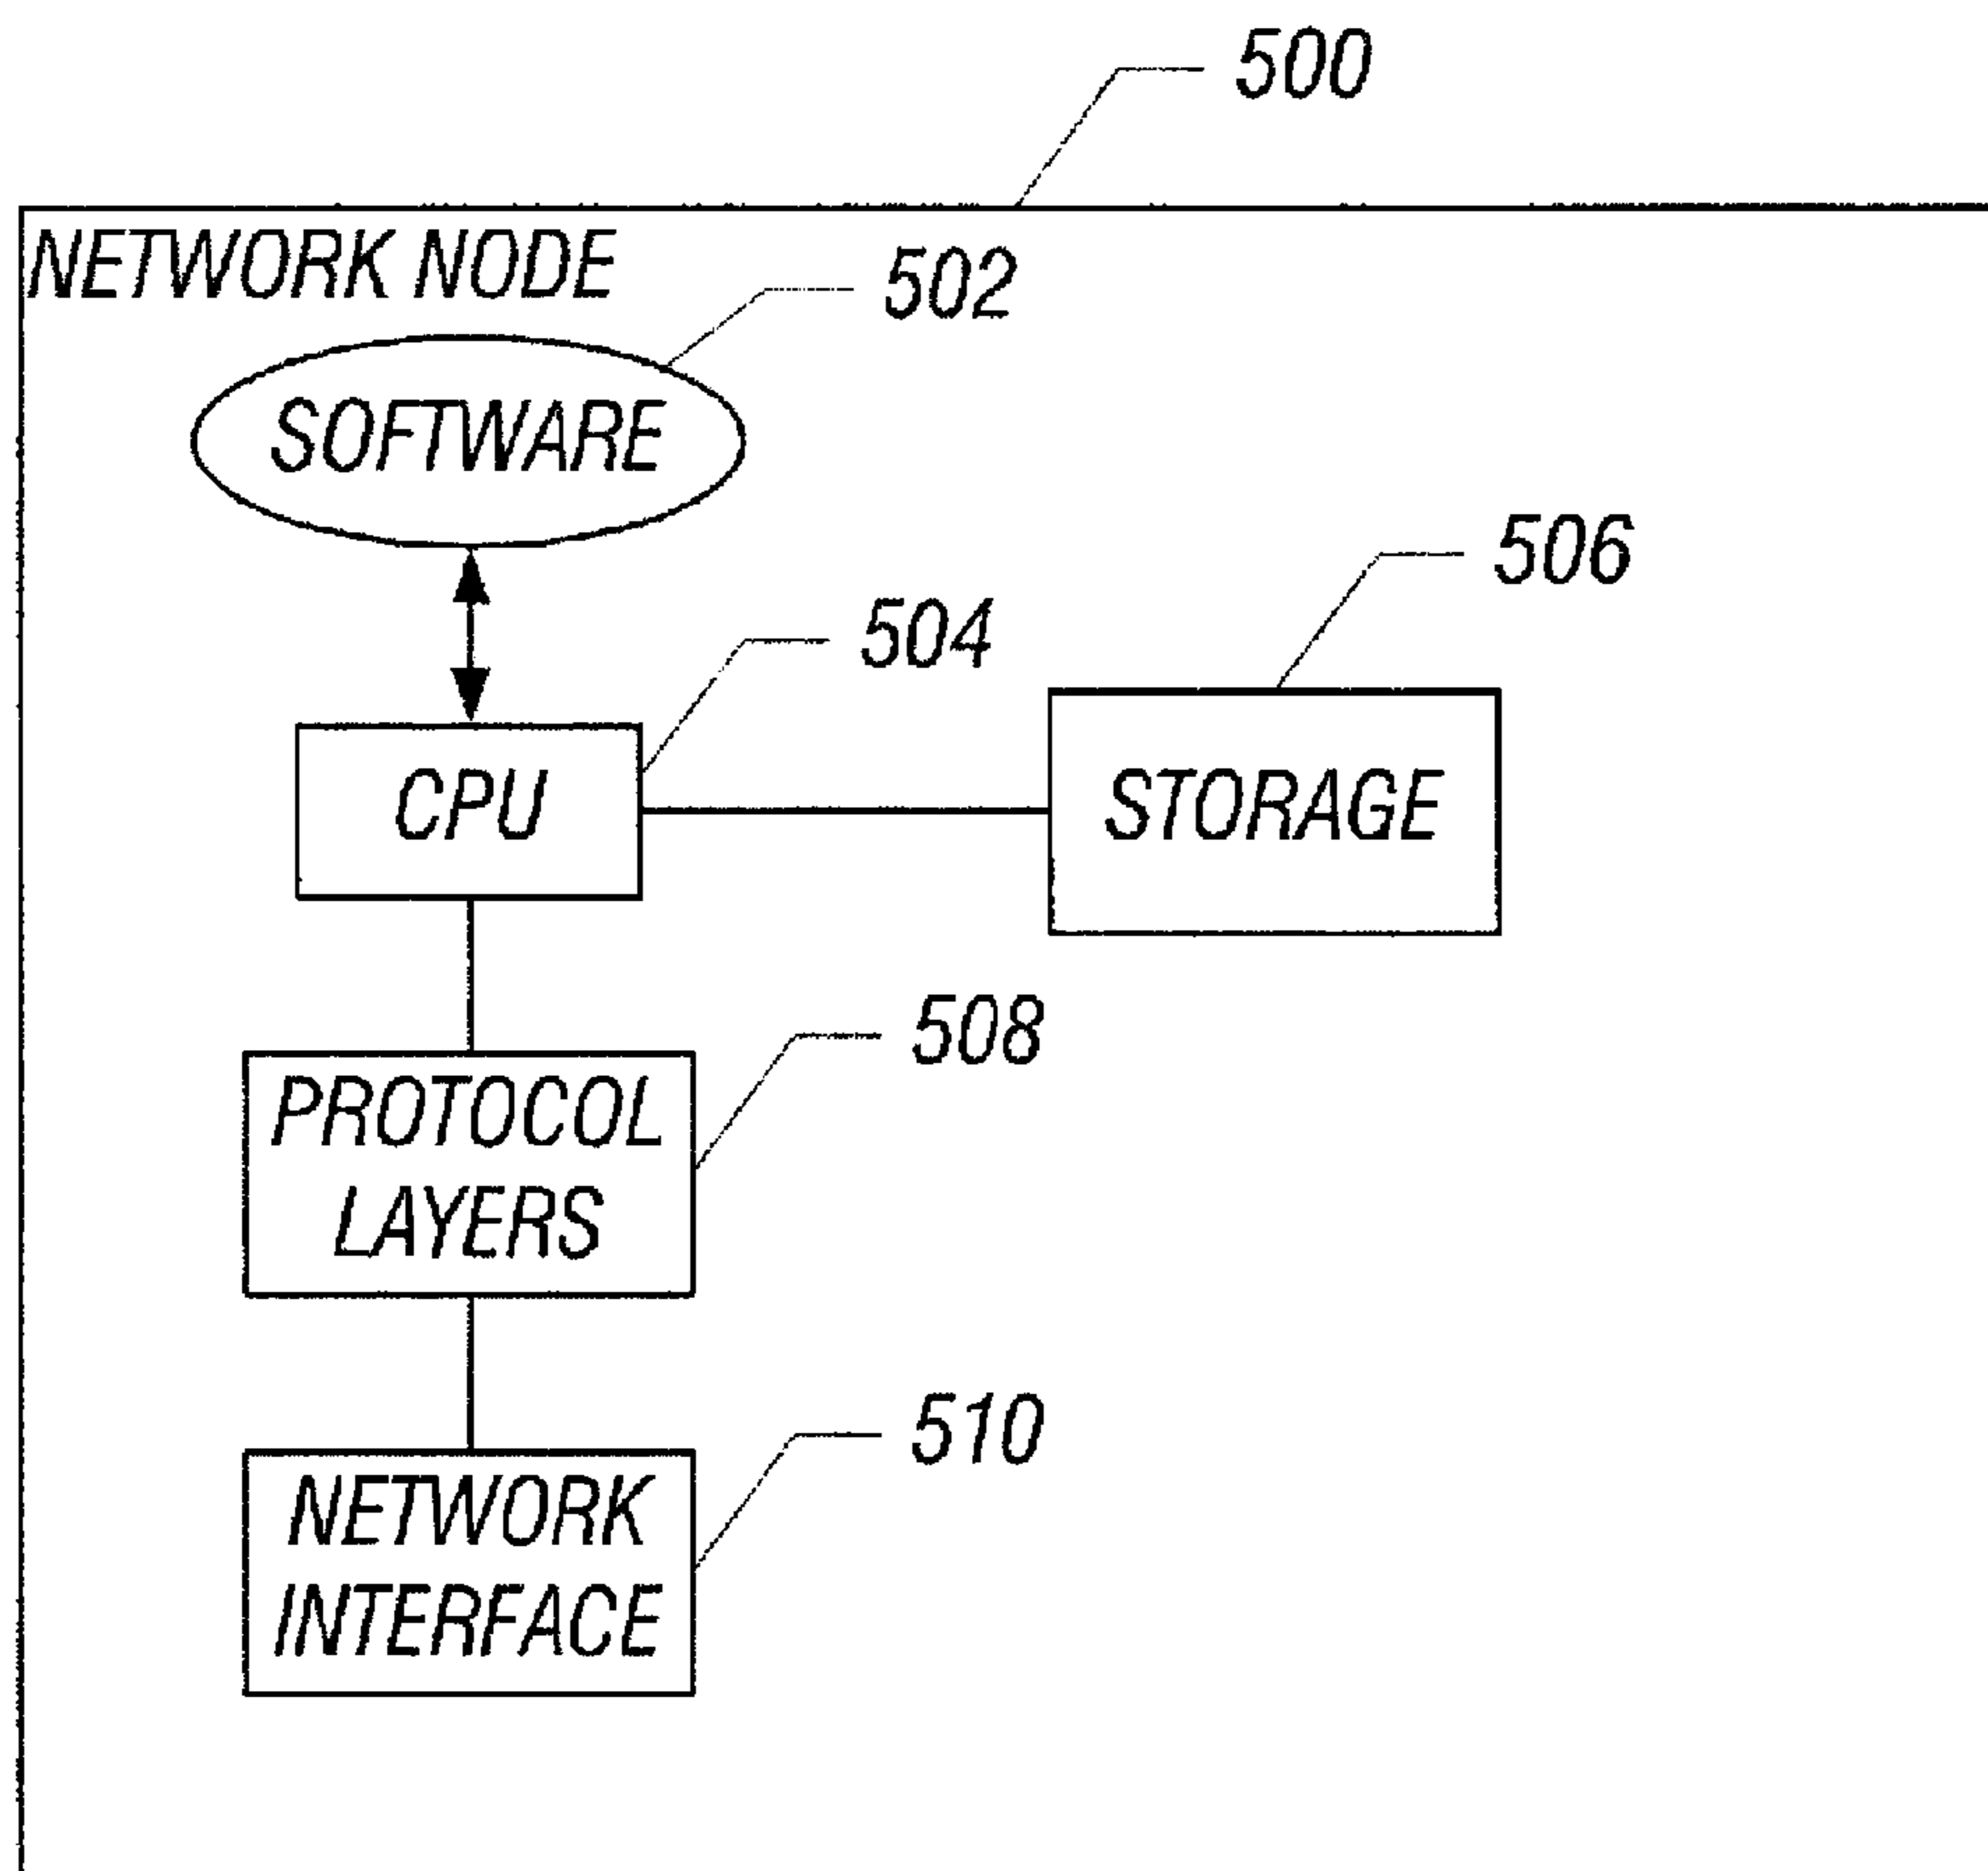 500
NETWORK NODE
502
SOFTWARE
506
504
CPU
STORAGE
508
PROTOCOL
LAYERS
510
NETWORK
INTERFACE